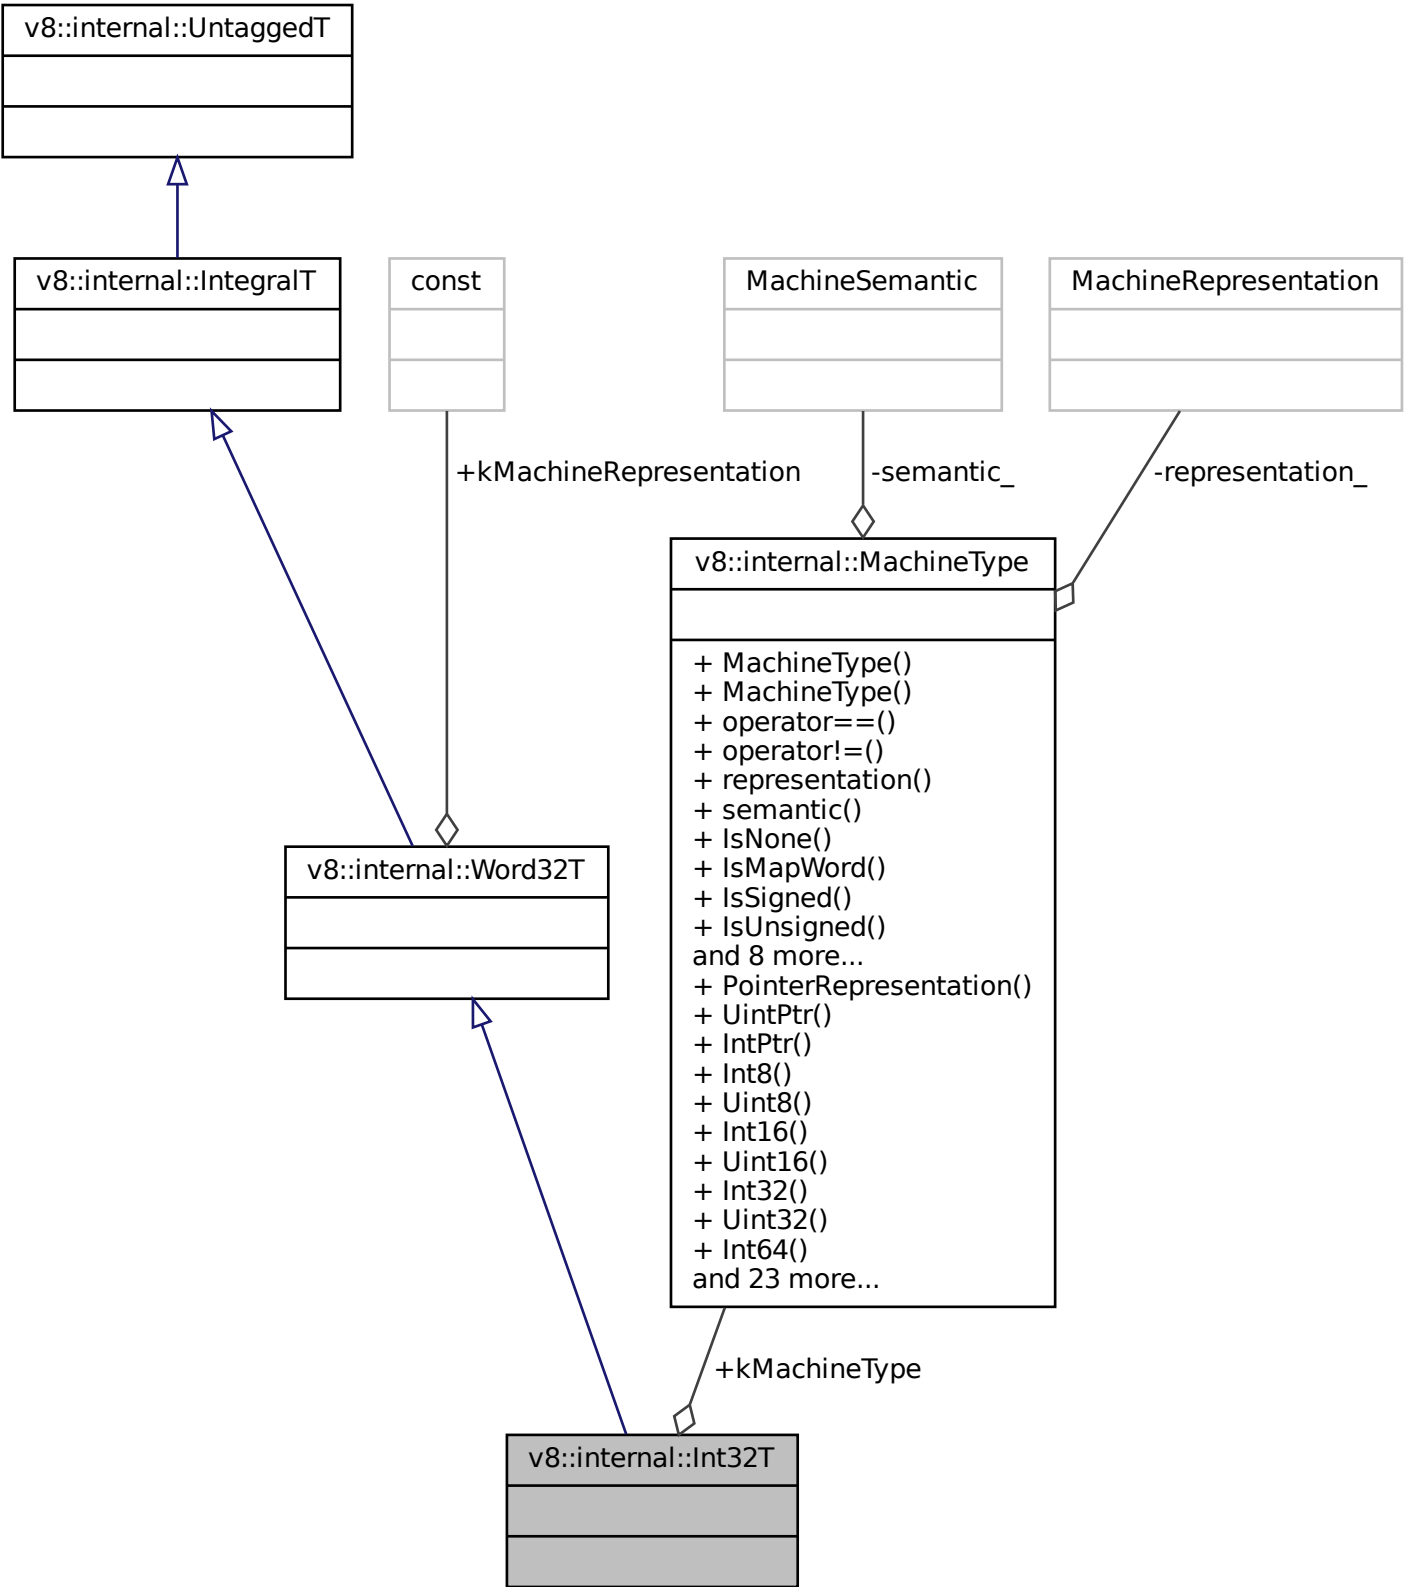 v8::internal::UntaggedT
v8::internal::IntegralT
const
MachineSemantic
MachineRepresentation
+kMachineRepresentation
-semantic_
-representation_
v8::internal::MachineType
+ MachineType()
+ MachineType()
+ operator==()
+ operator!=()
+ representation()
+ semantic()
+ IsNone()
+ IsMapWord()
+ IsSigned()
+ IsUnsigned()
and 8 more...
+ PointerRepresentation()
+ UintPtr()
+ IntPtr()
+ Int8()
+ Uint8()
+ Int16()
+ Uint16()
+ Int32()
+ Uint32()
+ Int64()
and 23 more...
v8::internal::Word32T
+kMachineType
v8::internal::Int32T